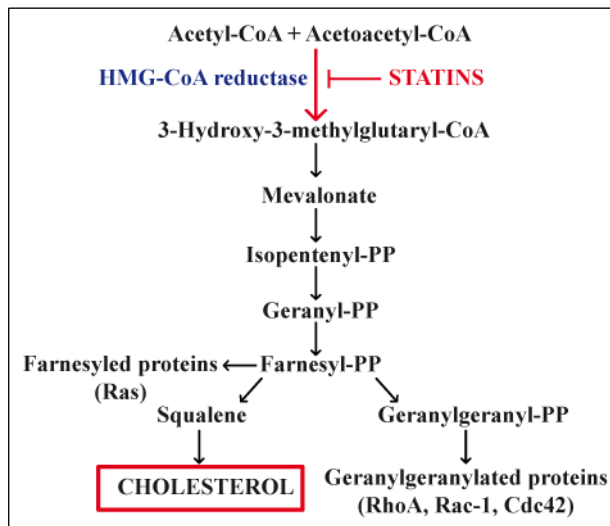 Acetyl-CoA + Acetoacetyl-CoA
HMG-CoA reductase STATINS
3-Hydroxy-3-methylglutaryl-CoA
Mevalonate
Isopentenyl-PP
Geranyl-PP
Farnesyled proteins Farnesyl-PP
(Ras)
Squalene Geranylgeranyl-PP
CHOLESTEROL Geranylgeranylated proteins
(RhoA, Rac-1, Cdc42)